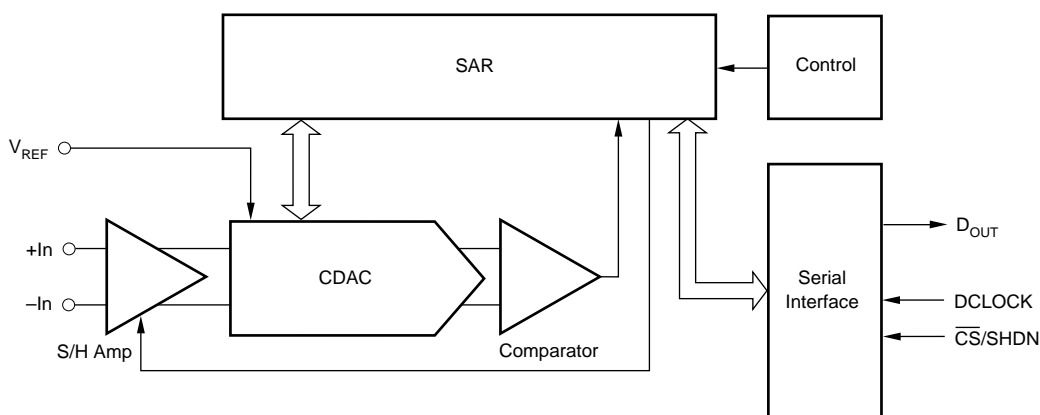 SAR
Control
VREF
+In
–In
CDAC
S/H Amp
Comparator
Serial
Interface
DOUT
DCLOCK
CS/SHDN